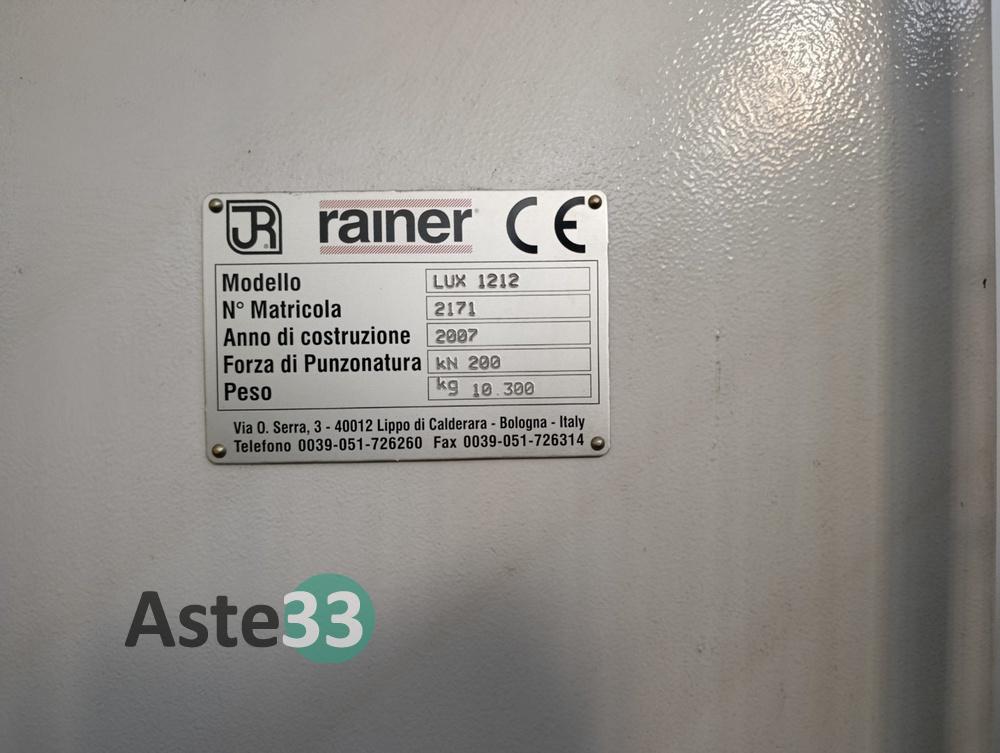 JR rainer CE
Modello LUX 1212
N° Matricola 2171
Anno di costruzione 2007
Forza di Punzonatura kN 200
Peso kg 10.300
Via O. Serra, 3 - 40012 Lippo di Calderara - Bologna - Italy
Telefono 0039-051-726260 Fax 0039-051-726314
Aste33